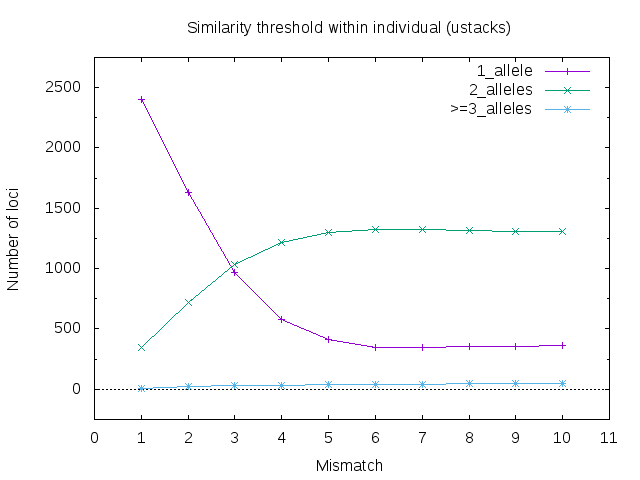 Similarity threshold within individual (ustacks)
1_allele
2_alleles
>=3_alleles
2500
2000
1500
1000
500
0
Number of loci
0 1 2 3 4 5 6 7 8 9 10 11
Mismatch